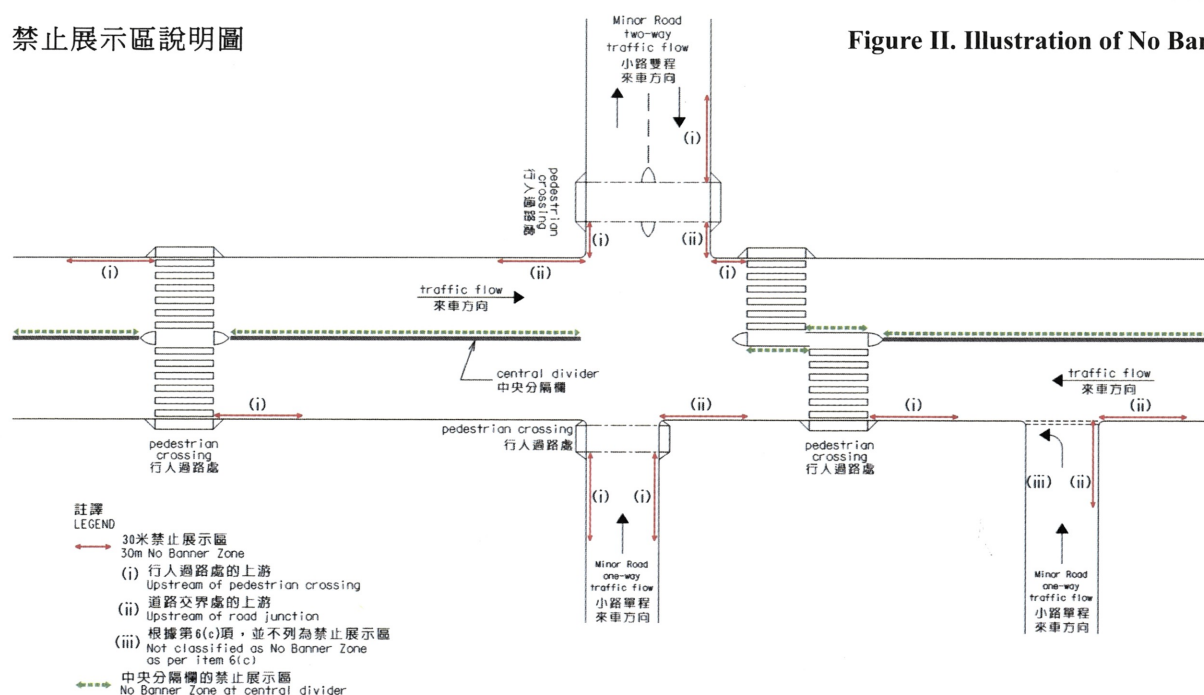 禁止展示區說明圖
Figure II. Illustration of No Ban
Minor Road
two-way
traffic flow
小路雙程
來車方向
(i)
pedestrian
crossing
行人過路處
(i)
(ii)
(i)
(ii)
(i)
traffic flow
來車方向
central divider
中央分隔欄
traffic flow
來車方向
(i)
(ii)
(i)
(ii)
pedestrian
crossing
行人過路處
pedestrian crossing
行人過路處
pedestrian
crossing
行人過路處
(i)
(i)
(iii)
(ii)
Minor Road
one-way
traffic flow
小路單程
來車方向
Minor Road
one-way
traffic flow
小路單程
來車方向
註譯
LEGEND
30米禁止展示區
30m No Banner Zone
(i) 行人過路處的上游
Upstream of pedestrian crossing
(ii) 道路交界處的上游
Upstream of road junction
(iii) 根據第6(c)項，並不列為禁止展示區
Not classified as No Banner Zone
as per item 6(c)
中央分隔欄的禁止展示區
No Banner Zone at central divider